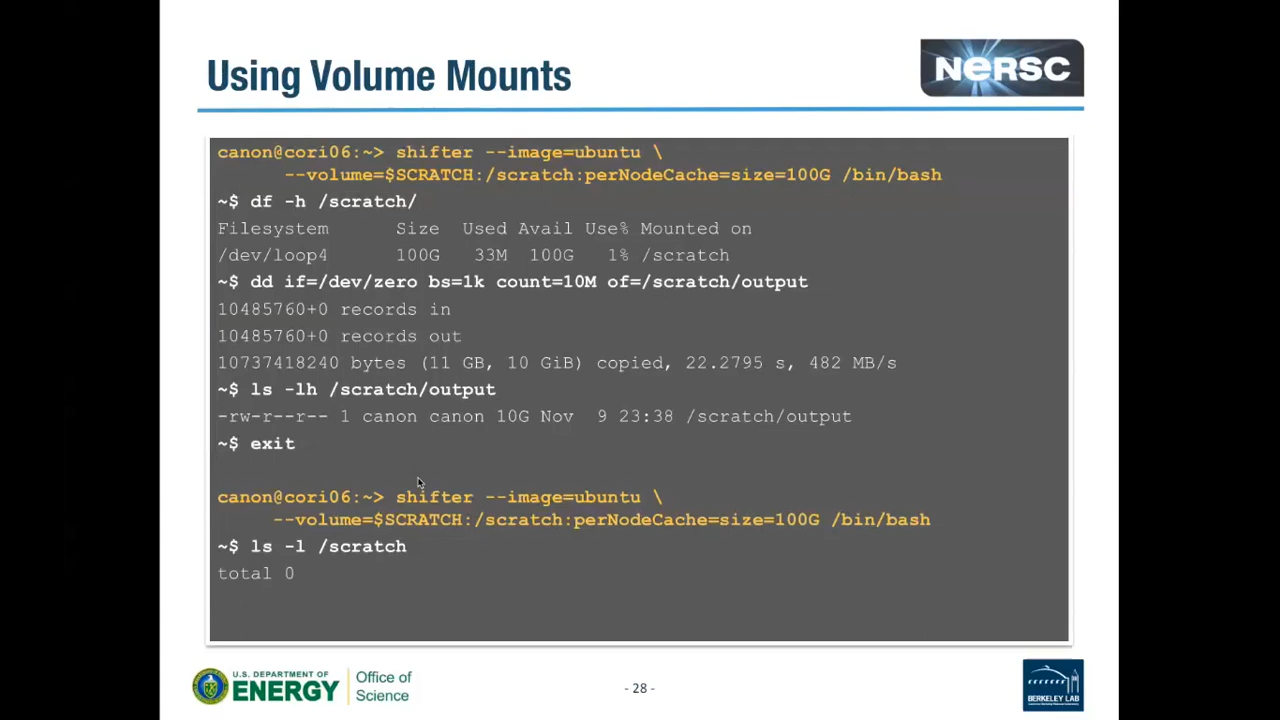 Using Volume Mounts
NERSC
canon@cori06:~> shifter --image=ubuntu \
--volume=$SCRATCH:/scratch:perNodeCache=size=100G /bin/bash
~$ df -h /scratch/
Filesystem Size Used Avail Use% Mounted on
/dev/loop4 100G 33M 100G 1% /scratch
~$ dd if=/dev/zero bs=1k count=10M of=/scratch/output
10485760+0 records in
10485760+0 records out
10737418240 bytes (11 GB, 10 GiB) copied, 22.2795 s, 482 MB/s
~$ ls -lh /scratch/output
-rw-r--r-- 1 canon canon 10G Nov 9 23:38 /scratch/output
~$ exit
canon@cori06:~> shifter --image=ubuntu \
--volume=$SCRATCH:/scratch:perNodeCache=size=100G /bin/bash
~$ ls -l /scratch
total 0
U.S. DEPARTMENT OF
ENERGY
Office of
Science
- 28 -
BERKELEY LAB